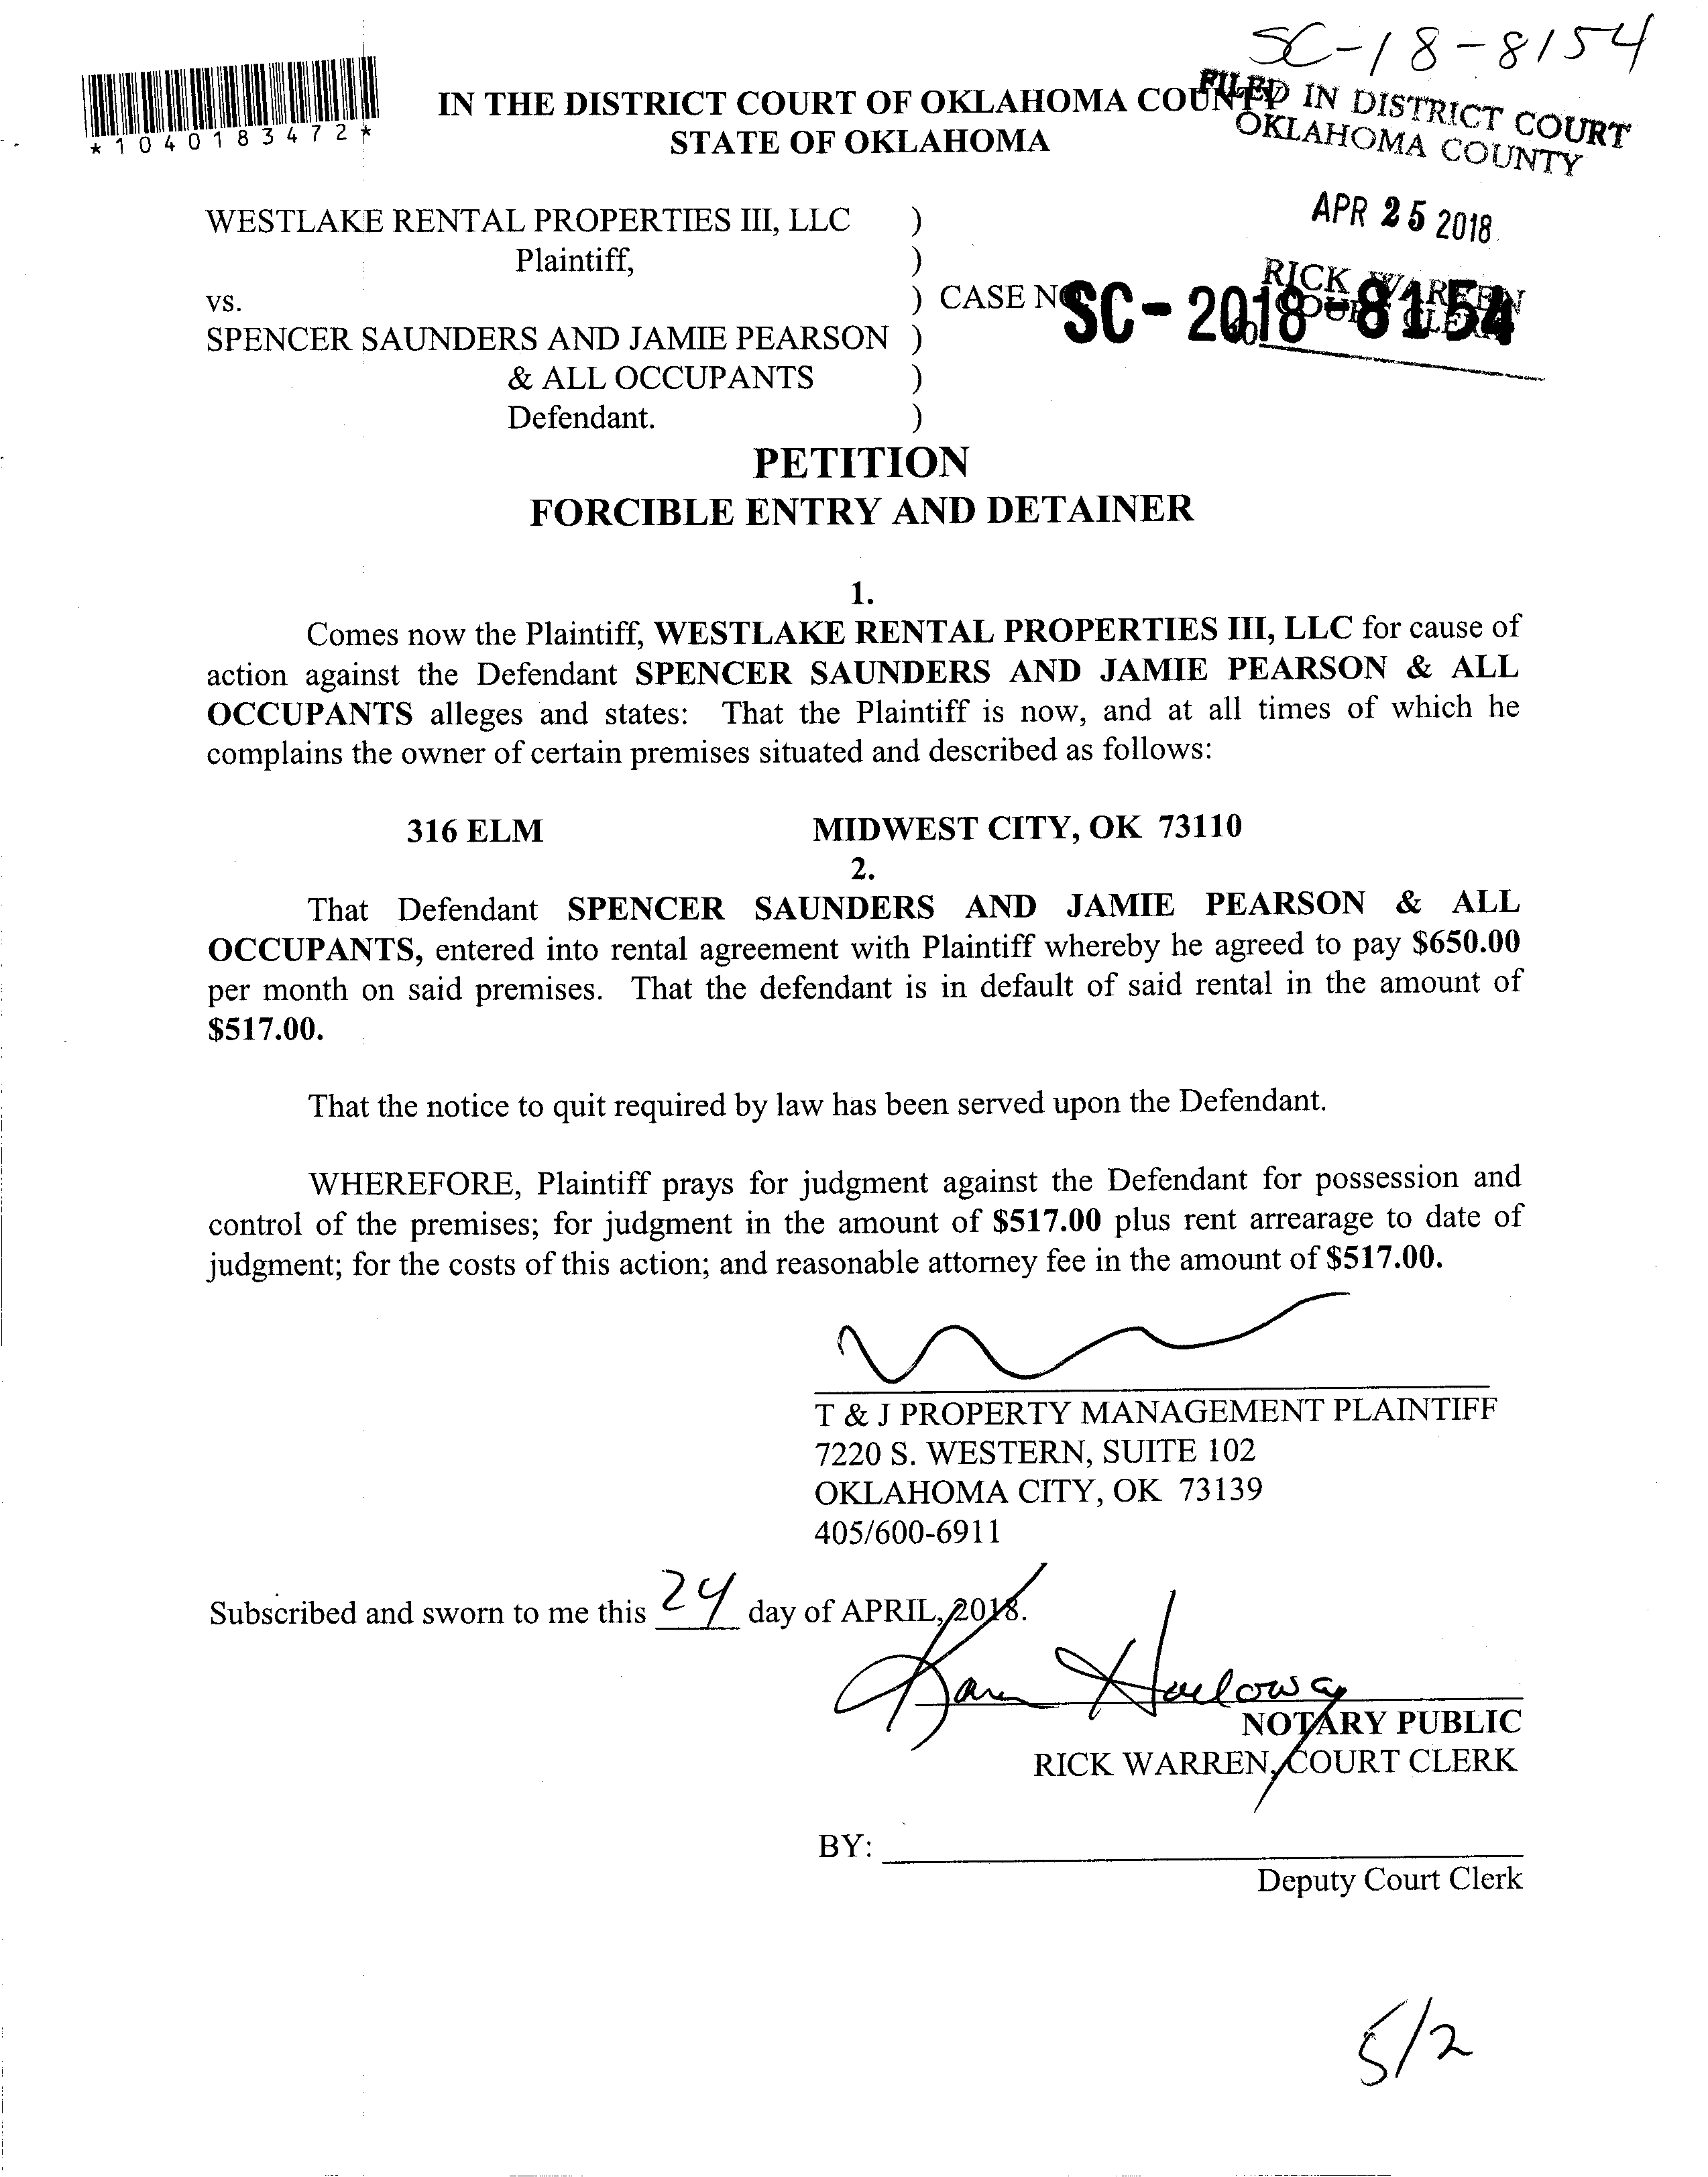 SC-18-8154
*1040183472*
IN THE DISTRICT COURT OF OKLAHOMA COUNTY
STATE OF OKLAHOMA
FILED IN DISTRICT COURT
OKLAHOMA COUNTY
APR 25 2018
RICK WARREN
COURT CLERK
WESTLAKE RENTAL PROPERTIES III, LLC )
Plaintiff, )
vs. ) CASE NO
SC-2018-8154
SPENCER SAUNDERS AND JAMIE PEARSON )
& ALL OCCUPANTS )
Defendant. )
PETITION
FORCIBLE ENTRY AND DETAINER
1.
Comes now the Plaintiff, WESTLAKE RENTAL PROPERTIES III, LLC for cause of
action against the Defendant SPENCER SAUNDERS AND JAMIE PEARSON & ALL
OCCUPANTS alleges and states: That the Plaintiff is now, and at all times of which he
complains the owner of certain premises situated and described as follows:
316 ELM MIDWEST CITY, OK 73110
2.
That Defendant SPENCER SAUNDERS AND JAMIE PEARSON & ALL
OCCUPANTS, entered into rental agreement with Plaintiff whereby he agreed to pay $650.00
per month on said premises. That the defendant is in default of said rental in the amount of
$517.00.
That the notice to quit required by law has been served upon the Defendant.
WHEREFORE, Plaintiff prays for judgment against the Defendant for possession and
control of the premises; for judgment in the amount of $517.00 plus rent arrearage to date of
judgment; for the costs of this action; and reasonable attorney fee in the amount of $517.00.
T & J PROPERTY MANAGEMENT PLAINTIFF
7220 S. WESTERN, SUITE 102
OKLAHOMA CITY, OK 73139
405/600-6911
Subscribed and sworn to me this 24 day of APRIL, 2018.
Karen Holloway
NOTARY PUBLIC
RICK WARREN, COURT CLERK
BY:
Deputy Court Clerk
5/2